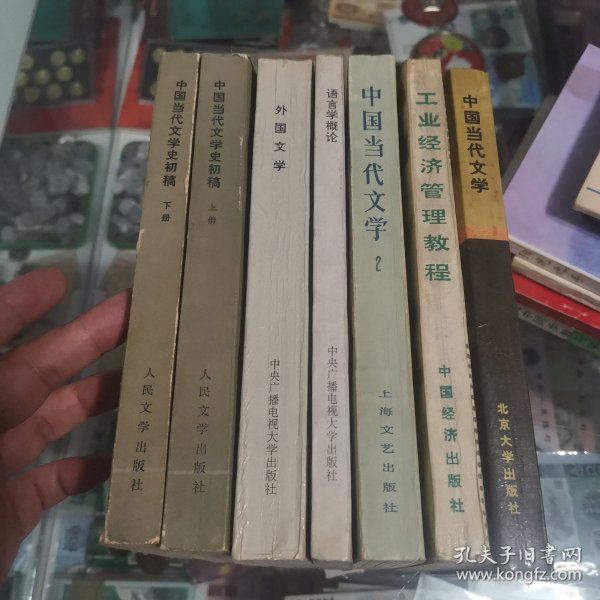 中国当代文学史初稿
下册
人民文学出版社
中国当代文学史初稿
上册
人民文学出版社
外国文学
中央广播电视大学出版社
语言学概论
中央广播电视大学出版社
中国当代文学
2
上海文艺出版社
工业经济管理教程
中国经济出版社
中国当代文学
北京大学出版社
孔夫子旧书网
www.kongfz.com